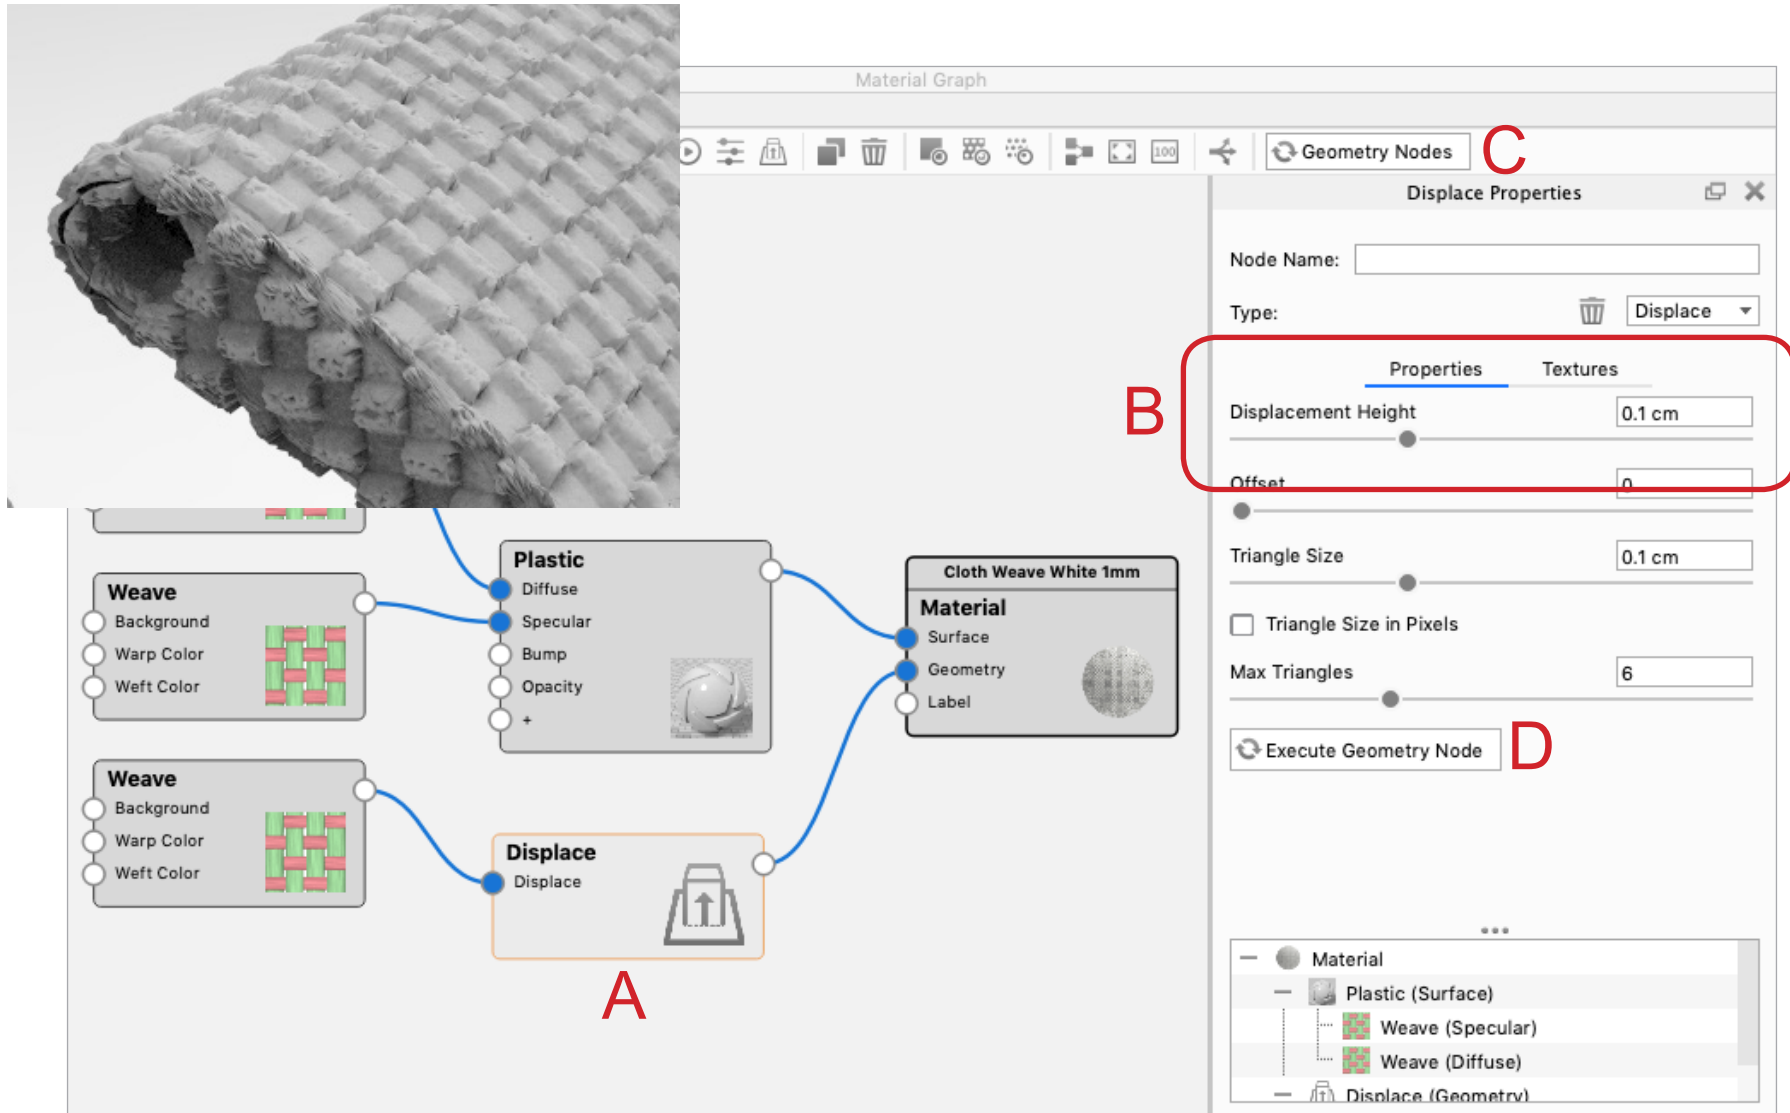 Material Graph
100
Geometry Nodes
C
Displace Properties
Node Name:
Type:
Displace
Properties
Textures
B
Displacement Height
0.1 cm
Offset
0
Triangle Size
0.1 cm
Triangle Size in Pixels
Max Triangles
6
Execute Geometry Node
D
Weave
Background
Warp Color
Weft Color
Weave
Background
Warp Color
Weft Color
Plastic
Diffuse
Specular
Bump
Opacity
+
Displace
Displace
A
Cloth Weave White 1mm
Material
Surface
Geometry
Label
Material
Plastic (Surface)
Weave (Specular)
Weave (Diffuse)
Displace (Geometry)